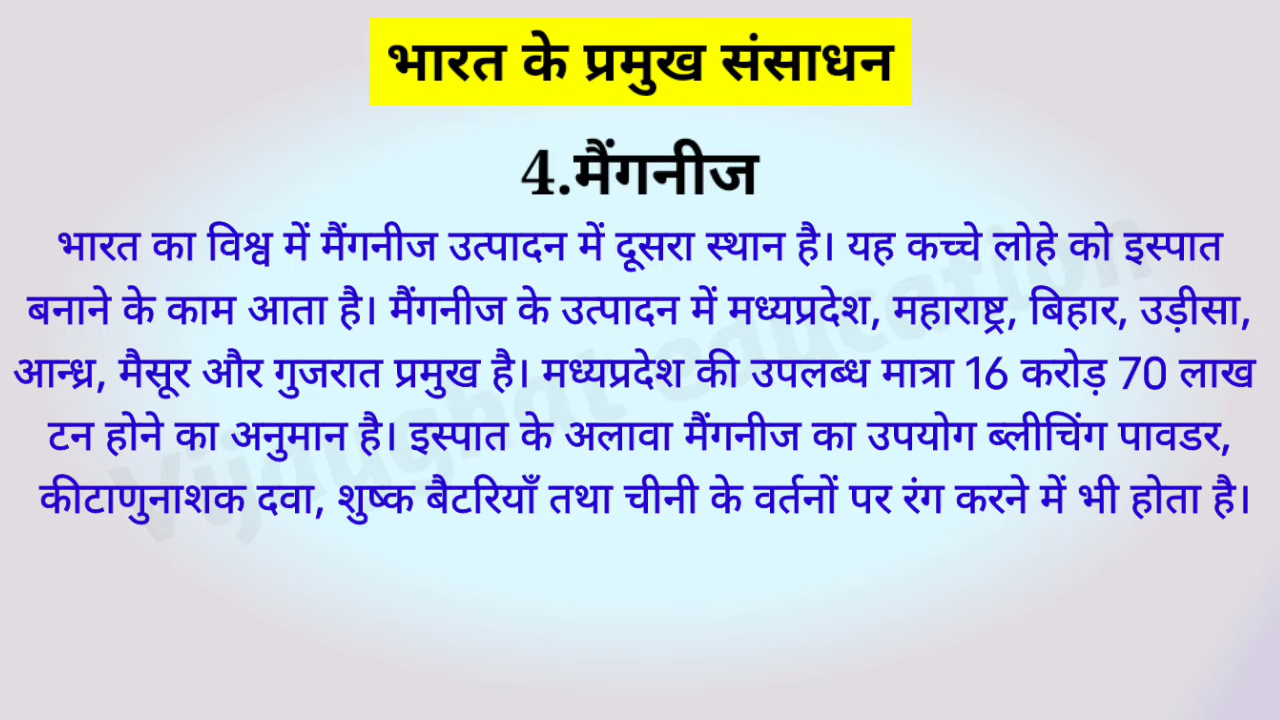 भारत के प्रमुख संसाधन
4.मैंगनीज
भारत का विश्व में मैंगनीज उत्पादन में दूसरा स्थान है। यह कच्चे लोहे को इस्पात
बनाने के काम आता है। मैंगनीज के उत्पादन में मध्यप्रदेश, महाराष्ट्र, बिहार, उड़ीसा,
आन्ध्र, मैसूर और गुजरात प्रमुख है। मध्यप्रदेश की उपलब्ध मात्रा 16 करोड़ 70 लाख
टन होने का अनुमान है। इस्पात के अलावा मैंगनीज का उपयोग ब्लीचिंग पावडर,
कीटाणुनाशक दवा, शुष्क बैटरियाँ तथा चीनी के वर्तनों पर रंग करने में भी होता है।
education